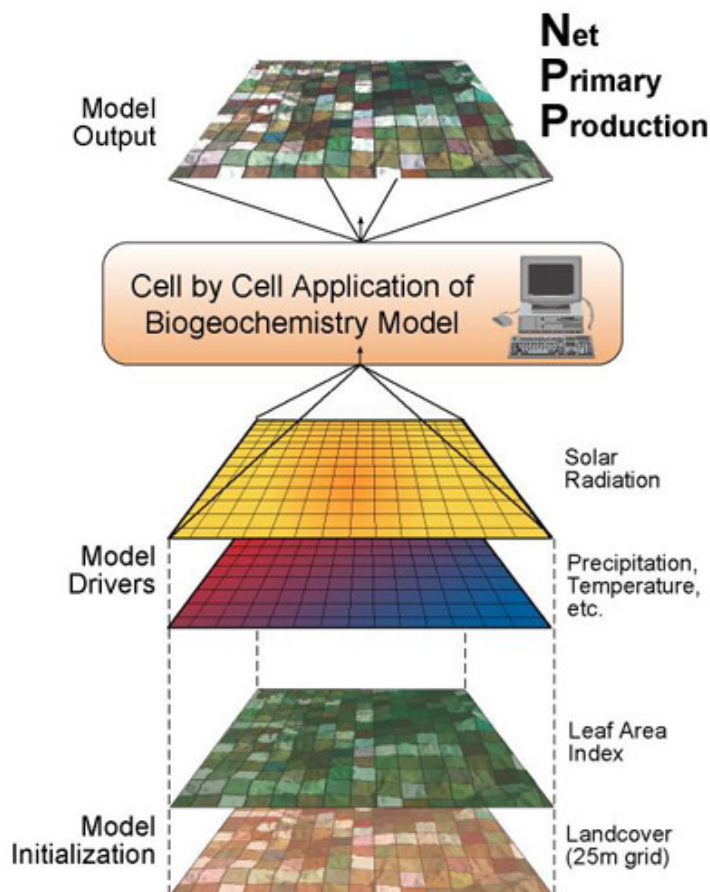 Net
Primary
Production
Model
Output
Cell by Cell Application of
Biogeochemistry Model
Solar
Radiation
Model
Drivers
Precipitation,
Temperature,
etc.
Leaf Area
Index
Model
Initialization
Landcover
(25m grid)